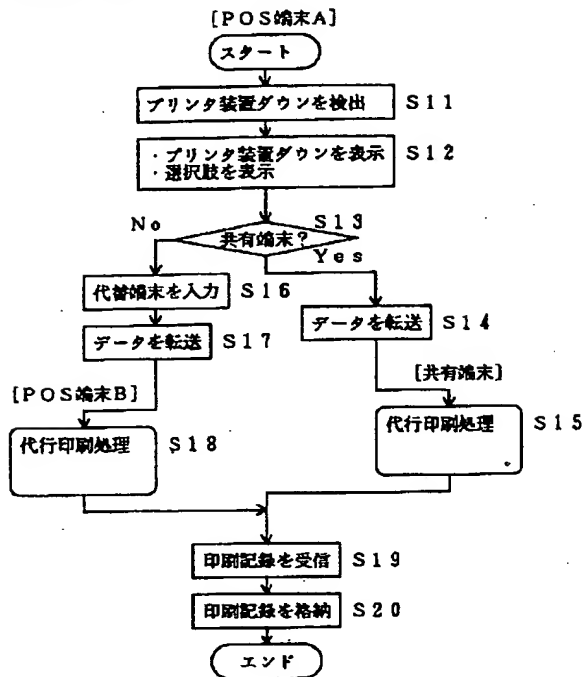 [POS端末A]
スタート
プリンタ装置ダウンを検出 S11
・プリンタ装置ダウンを表示 S12
・選択肢を表示
S13
No 共有端末?
Yes
代替端末を入力 S16
データを転送 S14
データを転送 S17
[共有端末]
[POS端末B]
代行印刷処理 S15
代行印刷処理 S18
印刷記録を受信 S19
印刷記録を格納 S20
エンド